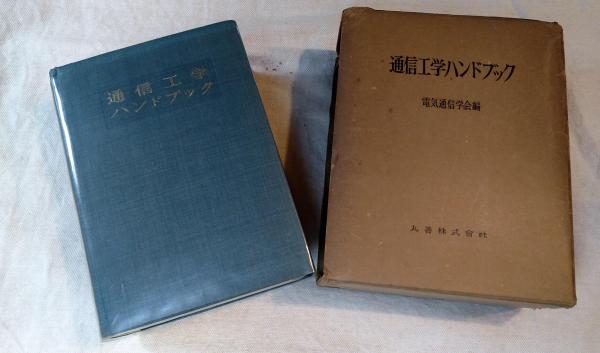 通信工学
ハンドブック
通信工学ハンドブック
電気通信学会編
丸善株式會社